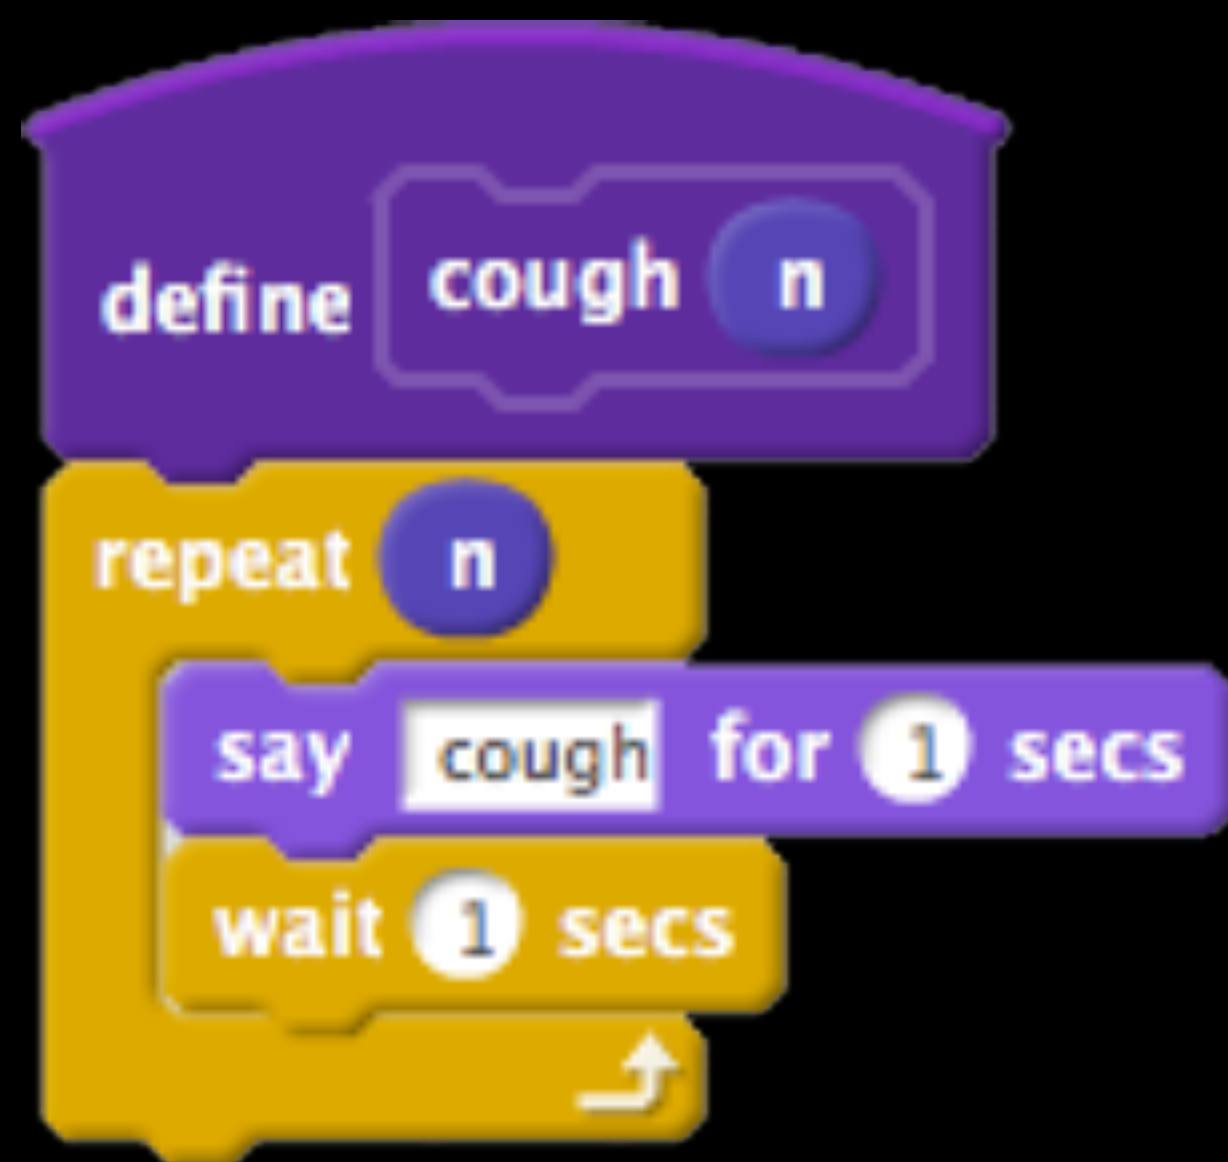 define cough n
repeat n
say cough for 1 secs
wait 1 secs